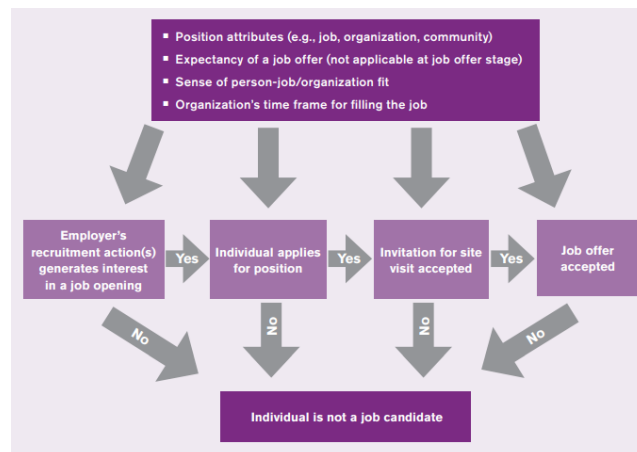 ▪ Position attributes (e.g., job, organization, community)
▪ Expectancy of a job offer (not applicable at job offer stage)
▪ Sense of person-job/organization fit
▪ Organization's time frame for filling the job
Employer's
recruitment action(s)
generates interest
in a job opening
Yes
Individual applies
for position
Yes
Invitation for site
visit accepted
Yes
Job offer
accepted
No
No
No
No
Individual is not a job candidate